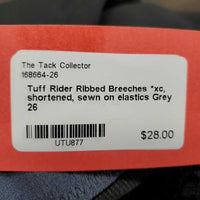 The Tack Collector
168664-26
Tuff Rider Ribbed Breeches *xc,
shortened, sewn on elastics Grey
26
UTU877
$28.00